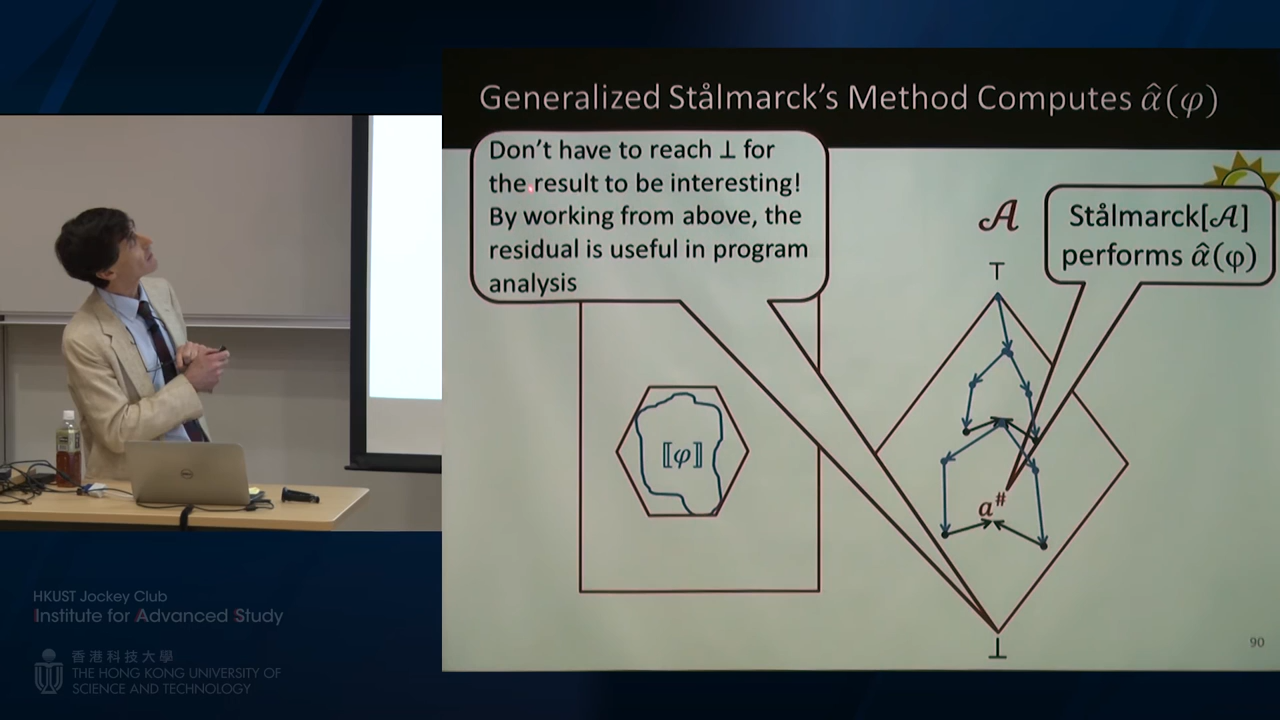 Generalized Stålmarck's Method Computes α̂(φ)
Don't have to reach ⊥ for
the result to be interesting!
By working from above, the
residual is useful in program
analysis
𝒜
Stålmarck[𝒜]
performs α̂(φ)
⊤
⟦φ⟧
a#
⊥
90
HKUST Jockey Club
Institute for Advanced Study
香港科技大學
THE HONG KONG UNIVERSITY OF
SCIENCE AND TECHNOLOGY